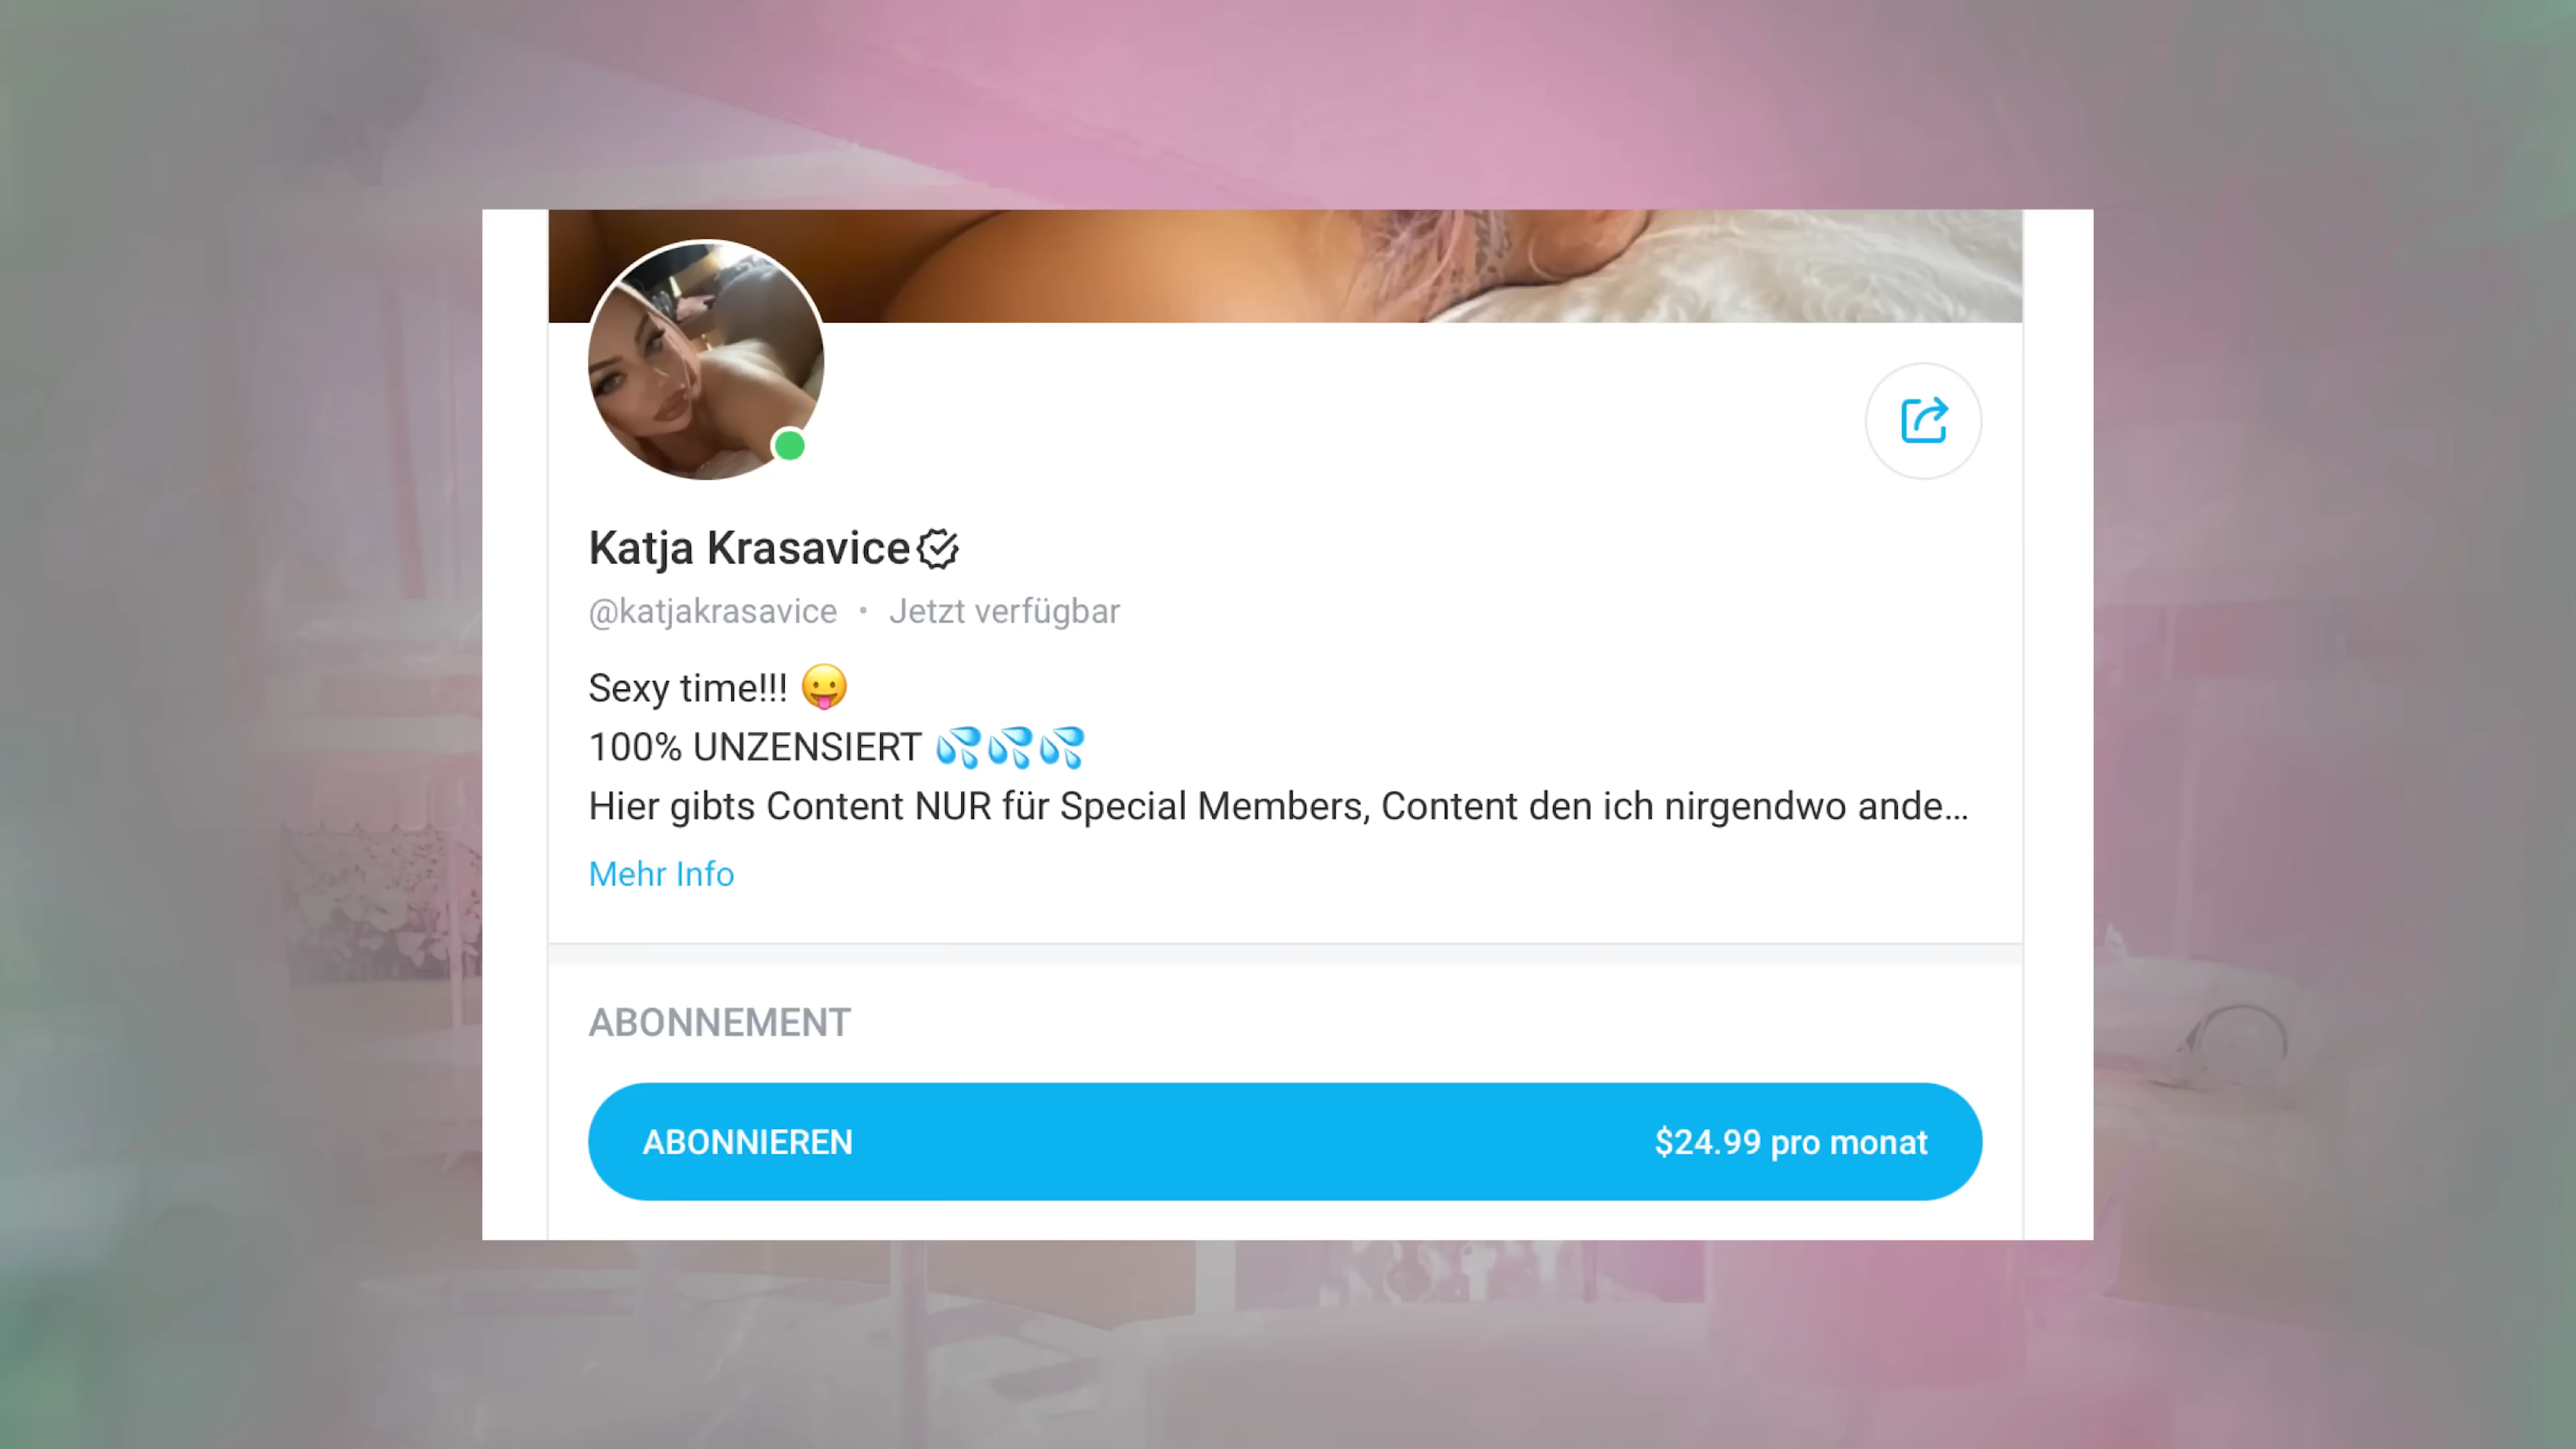 Katja Krasavice
@katjakrasavice • Jetzt verfügbar
Sexy time!!! 😛
100% UNZENSIERT 💦💦💦
Hier gibts Content NUR für Special Members, Content den ich nirgendwo ande...
Mehr Info
ABONNEMENT
ABONNIEREN $24.99 pro monat